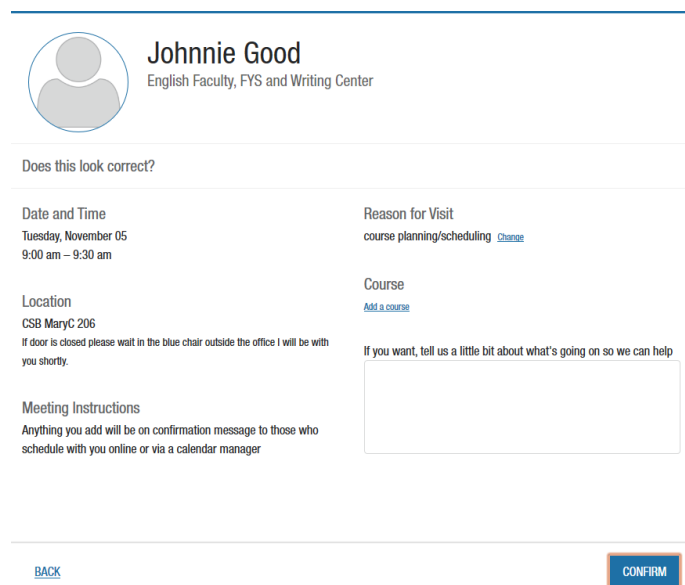 Johnnie Good
English Faculty, FYS and Writing Center
Does this look correct?
Date and Time
Tuesday, November 05
9:00 am – 9:30 am
Location
CSB MaryC 206
If door is closed please wait in the blue chair outside the office I will be with
you shortly.
Meeting Instructions
Anything you add will be on confirmation message to those who
schedule with you online or via a calendar manager
Reason for Visit
course planning/scheduling Change
Course
Add a course
If you want, tell us a little bit about what's going on so we can help
BACK
CONFIRM